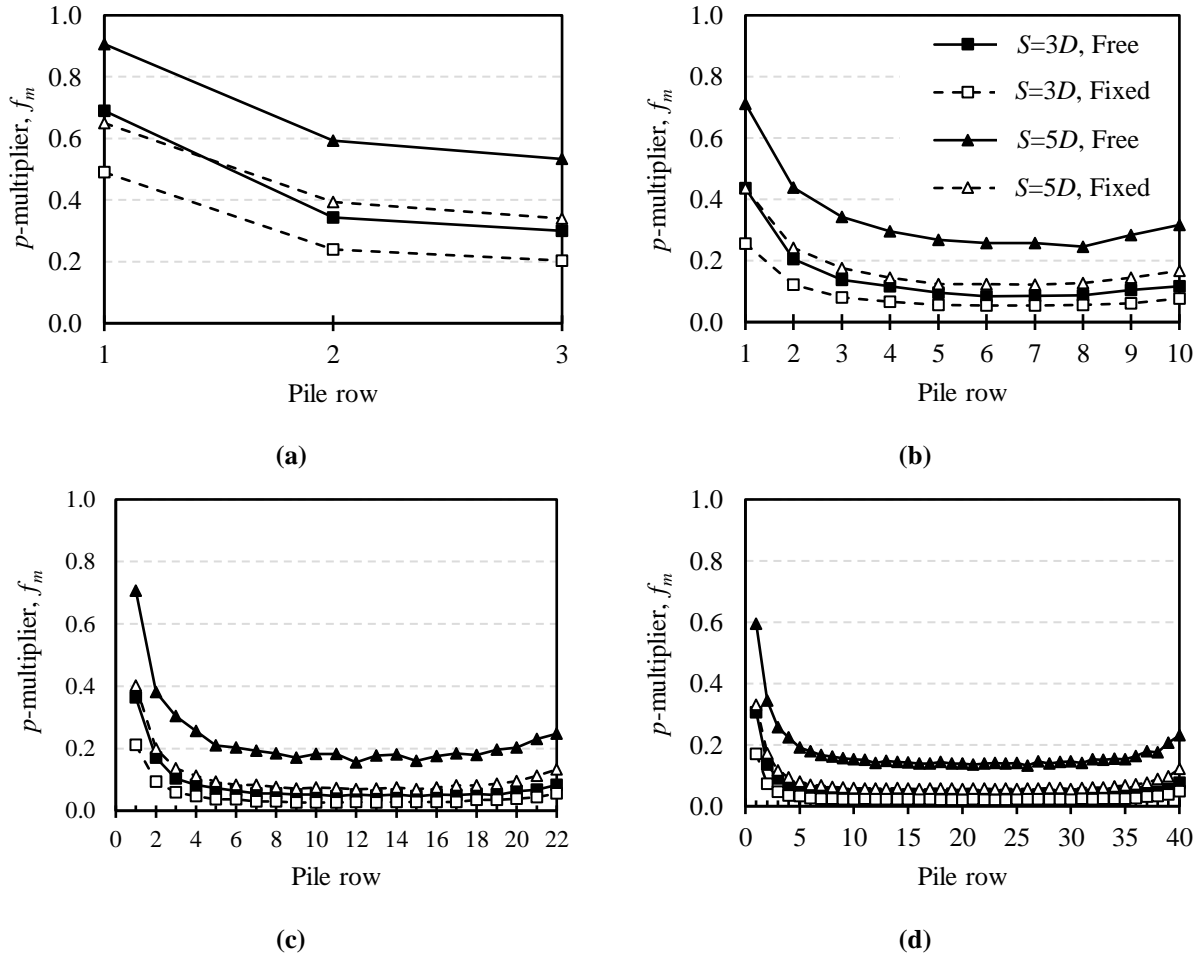 1.0
0.8
0.6
0.4
0.2
0.0
p-multiplier, fm
1 2 3
Pile row
(a)
1.0
0.8
0.6
0.4
0.2
0.0
p-multiplier, fm
S=3D, Free
S=3D, Fixed
S=5D, Free
S=5D, Fixed
1 2 3 4 5 6 7 8 9 10
Pile row
(b)
1.0
0.8
0.6
0.4
0.2
0.0
p-multiplier, fm
0 2 4 6 8 10 12 14 16 18 20 22
Pile row
(c)
1.0
0.8
0.6
0.4
0.2
0.0
p-multiplier, fm
0 5 10 15 20 25 30 35 40
Pile row
(d)